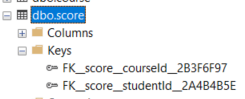 dbo.score
Columns
Keys
FK__score__courseId__2B3F6F97
FK__score__studentId__2A4B4B5E